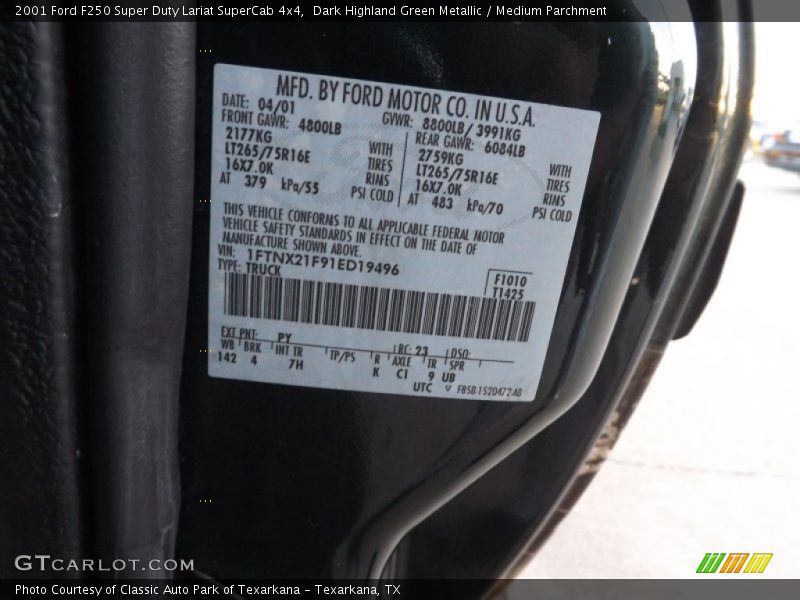 2001 Ford F250 Super Duty Lariat SuperCab 4x4, Dark Highland Green Metallic / Medium Parchment
MFD. BY FORD MOTOR CO. IN U.S.A.
DATE: 04/01 GVWR: 8800LB/ 3991KG
FRONT GAWR: 4800LB REAR GAWR: 6084LB
2177KG WITH 2759KG WITH
LT265/75R16E TIRES LT265/75R16E TIRES
16X7.0K RIMS 16X7.0K RIMS
AT 379 kPa/55 PSI COLD AT 483 kPa/70 PSI COLD
THIS VEHICLE CONFORMS TO ALL APPLICABLE FEDERAL MOTOR
VEHICLE SAFETY STANDARDS IN EFFECT ON THE DATE OF
MANUFACTURE SHOWN ABOVE.
VIN: 1FTNX21F91ED19496
TYPE: TRUCK
F1010
T1425
EXT PNT: PY RC: 23 DSO:
WB BRK INT TR TP/PS R AXLE TR SPR
142 4 7H K C1 9 UB
UTC F85B-1520472-AB
GTCARLOT.COM
Photo Courtesy of Classic Auto Park of Texarkana - Texarkana, TX